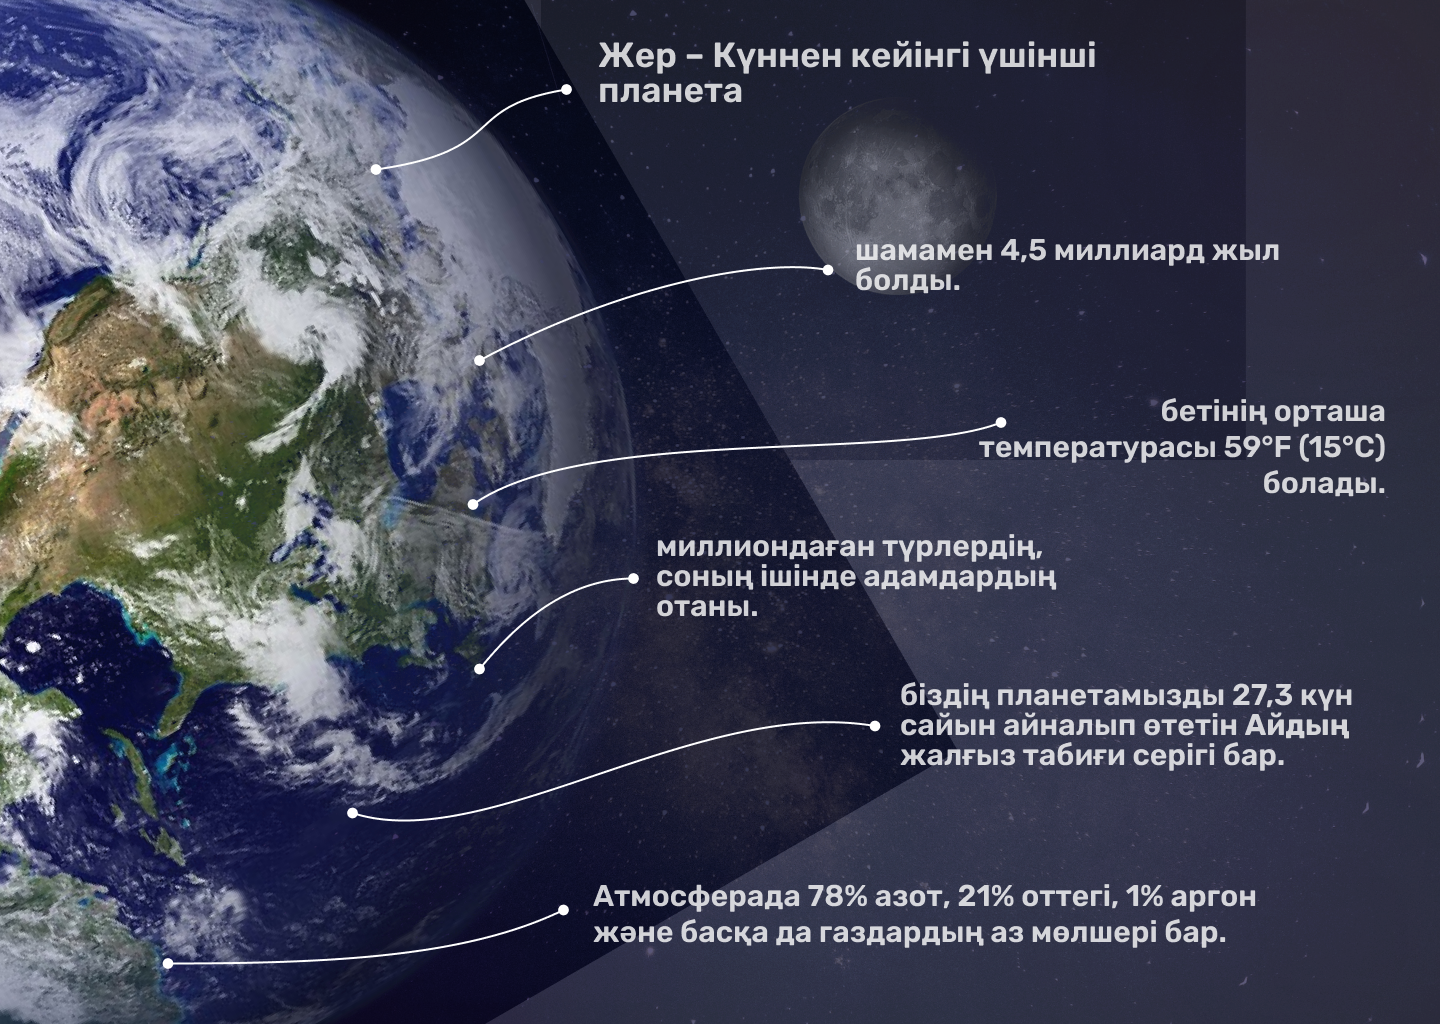 Жер – Күннен кейінгі үшінші
планета
шамамен 4,5 миллиард жыл
болды.
бетінің орташа
температурасы 59°F (15°C)
болады.
миллиондаған түрлердің,
соның ішінде адамдардың
отаны.
біздің планетамызды 27,3 күн
сайын айналып өтетін Айдың
жалғыз табиғи серігі бар.
Атмосферада 78% азот, 21% оттегі, 1% аргон
және басқа да газдардың аз мөлшері бар.